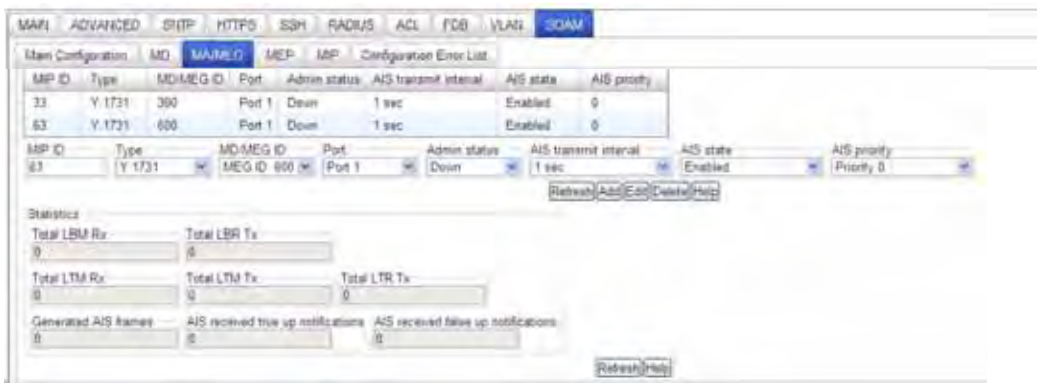 MAIN ADVANCED SNTP HTTPS SSH RADIUS ACL FDB VLAN SOAM
Main Configuration MD MA/MEG MEP MIP Configuration Error List
MIP ID Type MD/MEG ID Port Admin status AIS transmit interval AIS state AIS priority
33 Y.1731 300 Port 1 Down 1 sec Enabled 0
63 Y.1731 600 Port 1 Down 1 sec Enabled 0
MIP ID Type MD/MEG ID Port Admin status AIS transmit interval AIS state AIS priority
63 Y.1731 MEG ID 600 Port 1 Down 1 sec Enabled Priority 0
Refresh Add Edit Delete Help
Statistics
Total LBM Rx Total LBR Tx
0 0
Total LTM Rx Total LTM Tx Total LTR Tx
0 0 0
Generated AIS frames AIS received true up notifications AIS received false up notifications
0 0 0
Refresh Help